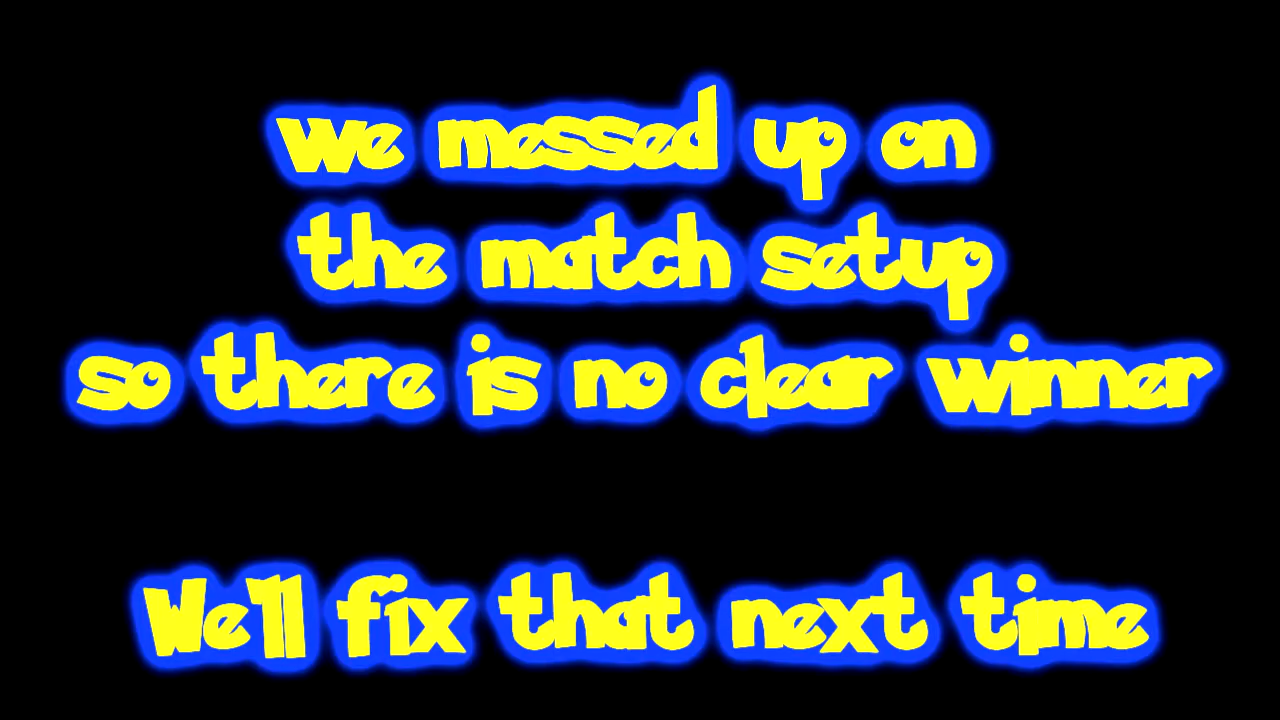 we messed up on
the match setup
so there is no clear winner
We'll fix that next time